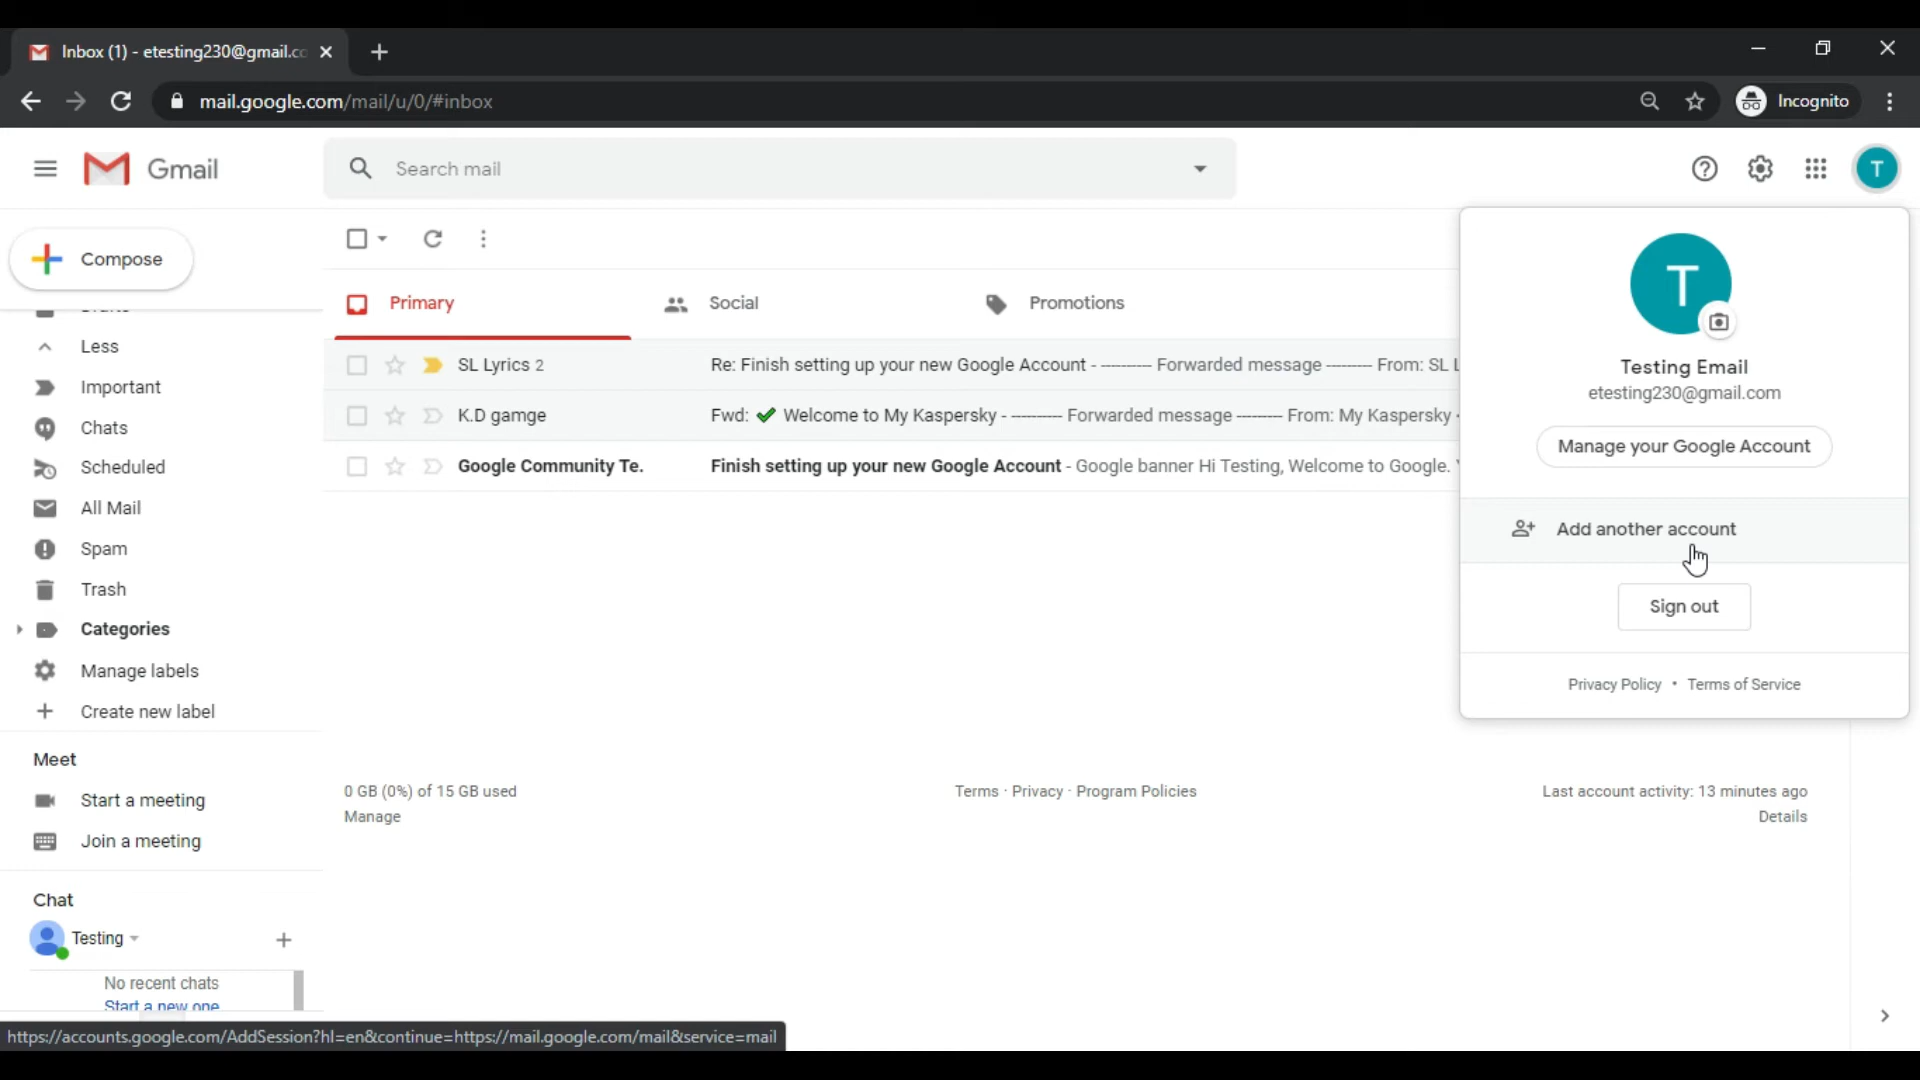 Inbox (1) - etesting230@gmail.cc
mail.google.com/mail/u/0/#inbox
Incognito
Gmail
Search mail
T
Compose
Primary
Social
Promotions
T
Less
Important
Chats
Scheduled
All Mail
Spam
Trash
Categories
Manage labels
Create new label
SL Lyrics 2
Re: Finish setting up your new Google Account - ---------- Forwarded message --------- From: SL L
K.D gamge
Fwd: ✔ Welcome to My Kaspersky - ---------- Forwarded message --------- From: My Kaspersky
Google Community Te.
Finish setting up your new Google Account - Google banner Hi Testing, Welcome to Google.
Testing Email
etesting230@gmail.com
Manage your Google Account
Add another account
Sign out
Privacy Policy • Terms of Service
Meet
Start a meeting
Join a meeting
0 GB (0%) of 15 GB used
Manage
Terms · Privacy · Program Policies
Last account activity: 13 minutes ago
Details
Chat
Testing
No recent chats
Start a new one
https://accounts.google.com/AddSession?hl=en&continue=https://mail.google.com/mail&service=mail